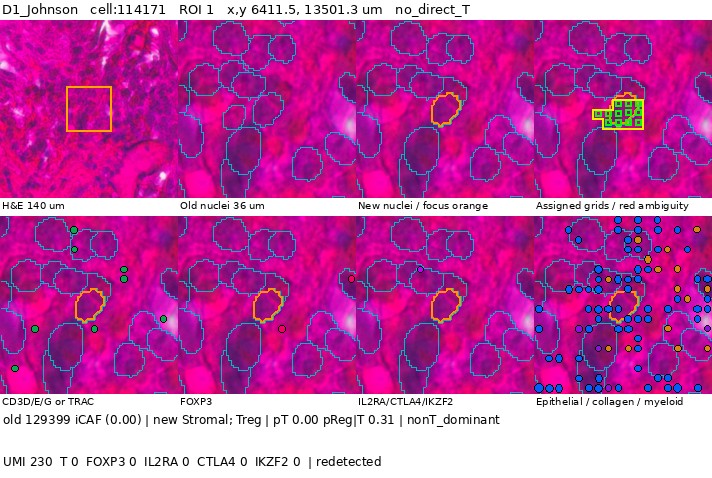 D1_Johnson   cell:114171   ROI 1   x,y 6411.5, 13501.3 um   no_direct_T
H&E 140 um
Old nuclei 36 um
New nuclei / focus orange
Assigned grids / red ambiguity
CD3D/E/G or TRAC
FOXP3
IL2RA/CTLA4/IKZF2
Epithelial / collagen / myeloid
old 129399 iCAF (0.00) | new Stromal; Treg | pT 0.00 pReg|T 0.31 | nonT_dominant
UMI 230  T 0  FOXP3 0  IL2RA 0  CTLA4 0  IKZF2 0  | redetected